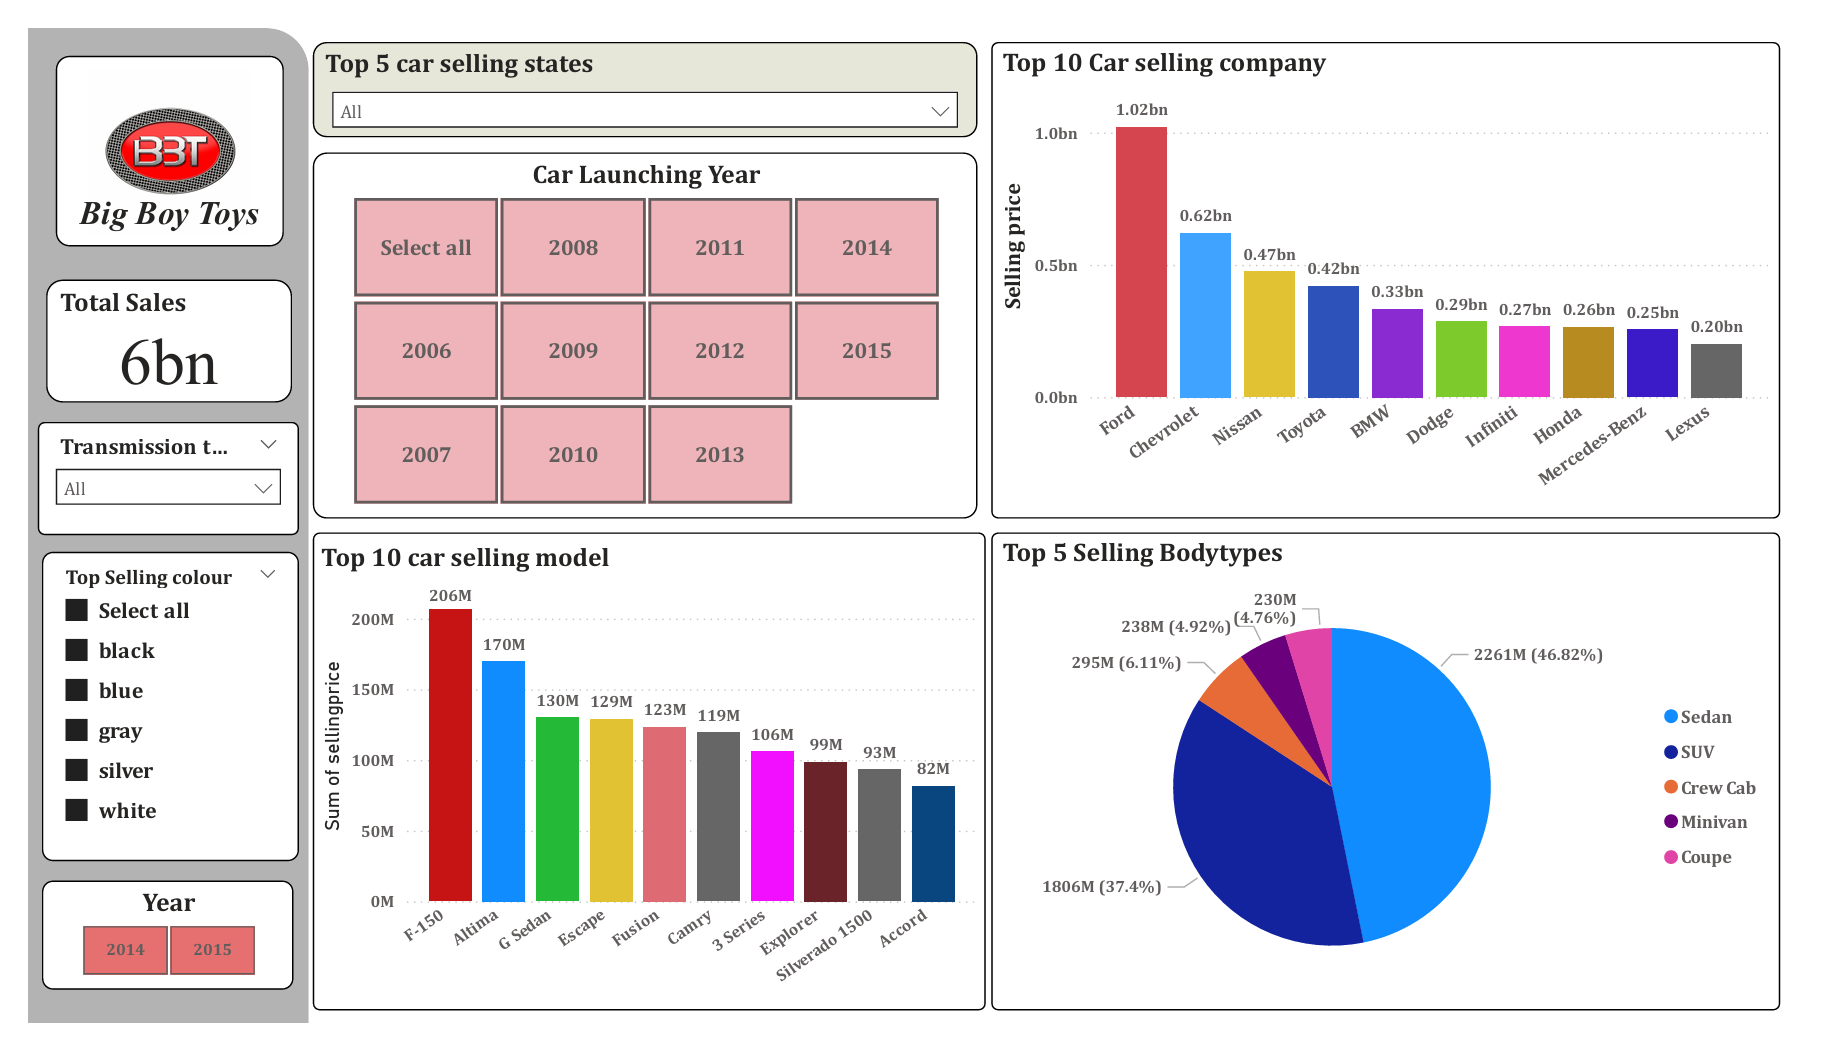 BBT
Big Boy Toys
Total Sales
6bn
Transmission t...
All
Top Selling colour
Select all
black
blue
gray
silver
white
Year
2014 2015
Top 5 car selling states
All
Car Launching Year
Select all 2008 2011 2014
2006 2009 2012 2015
2007 2010 2013
Top 10 Car selling company
Selling price
1.0bn
0.5bn
0.0bn
1.02bn
0.62bn
0.47bn
0.42bn
0.33bn
0.29bn
0.27bn
0.26bn
0.25bn
0.20bn
Ford
Chevrolet
Nissan
Toyota
BMW
Dodge
Infiniti
Honda
Mercedes-Benz
Lexus
Top 10 car selling model
Sum of sellingprice
200M
150M
100M
50M
0M
206M
170M
130M
129M
123M
119M
106M
99M
93M
82M
F-150
Altima
G Sedan
Escape
Fusion
Camry
3 Series
Explorer
Silverado 1500
Accord
Top 5 Selling Bodytypes
230M
(4.76%)
238M (4.92%)
295M (6.11%)
2261M (46.82%)
1806M (37.4%)
Sedan
SUV
Crew Cab
Minivan
Coupe